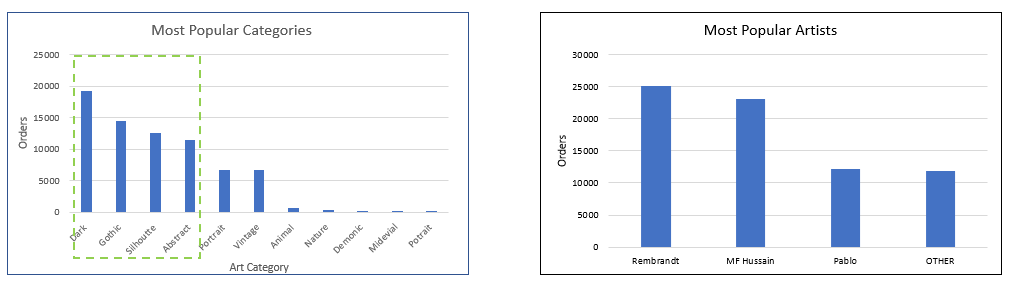 Most Popular Categories
25000
20000
15000
10000
5000
0
Orders
Dark
Gothic
Silhoutte
Abstract
Portrait
Vintage
Animal
Nature
Demonic
Midevial
Potrait
Art Category
Most Popular Artists
30000
25000
20000
15000
10000
5000
0
Orders
Rembrandt
MF Hussain
Pablo
OTHER